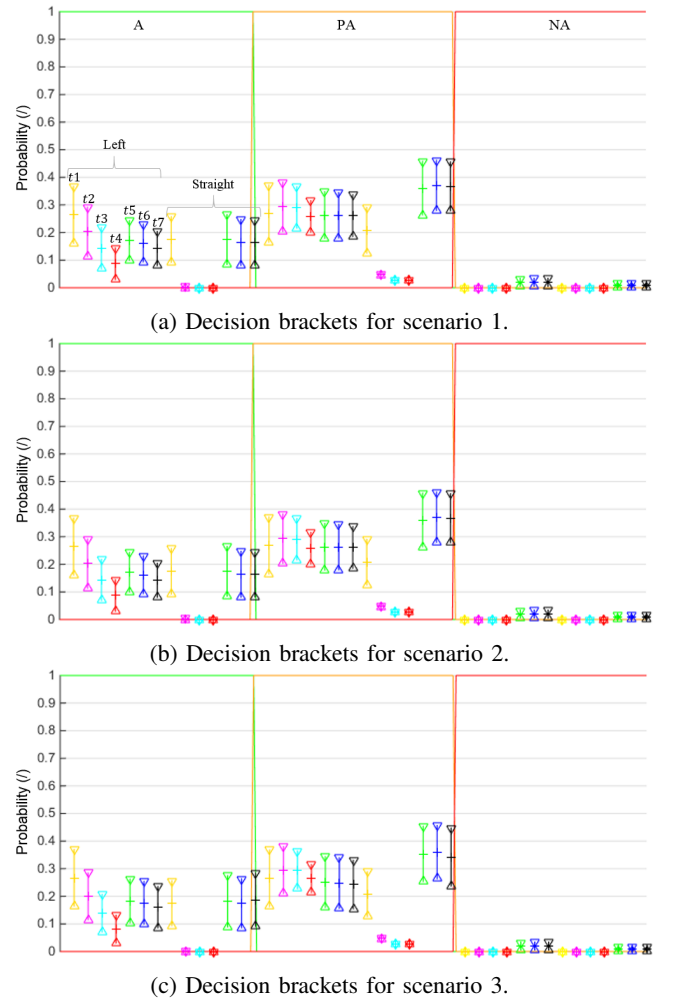 1
A
PA
NA
0.9
0.8
0.7
0.6
Probability (/)
0.5
Left
0.4
t1
Straight
0.3
t2
t3
t5
t6
t7
0.2
t4
0.1
0
(a) Decision brackets for scenario 1.
1
0.9
0.8
0.7
0.6
Probability (/)
0.5
0.4
0.3
0.2
0.1
0
(b) Decision brackets for scenario 2.
1
0.9
0.8
0.7
0.6
Probability (/)
0.5
0.4
0.3
0.2
0.1
0
(c) Decision brackets for scenario 3.